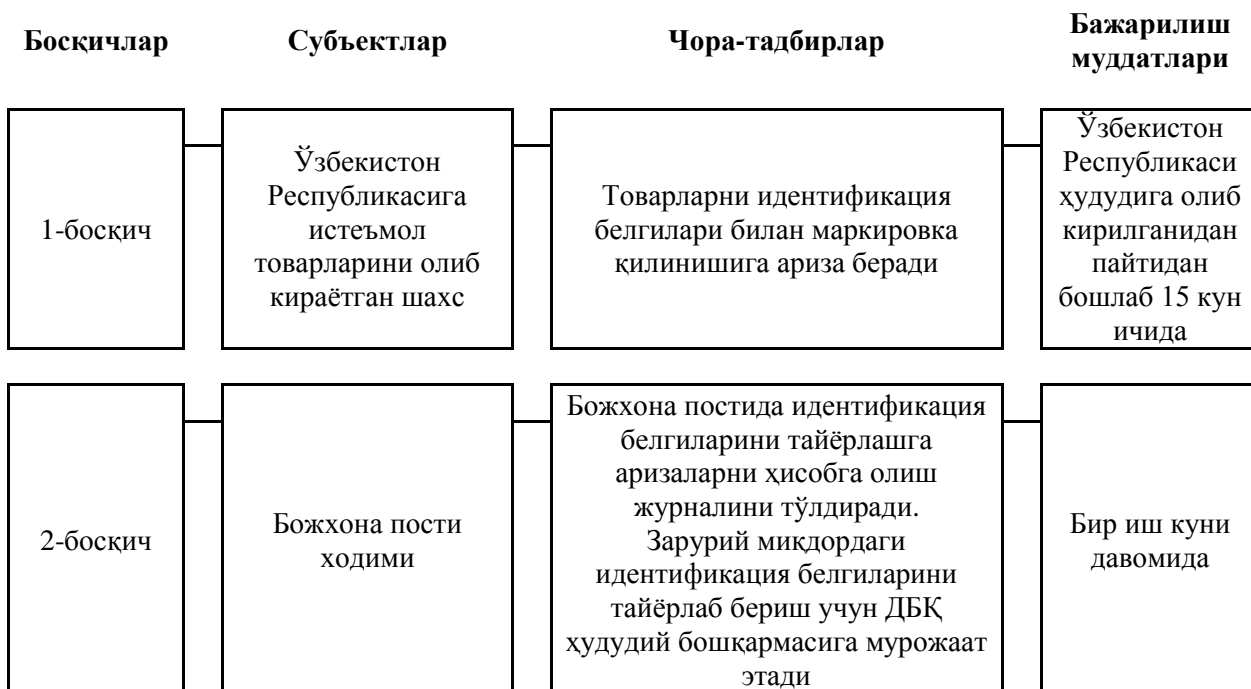 Босқичлар
Субъектлар
Чора-тадбирлар
Бажарилиш
муддатлари
1-босқич
Ўзбекистон
Республикасига
истеъмол
товарларини олиб
кираётган шахс
Товарларни идентификация
белгилари билан маркировка
қилинишига ариза беради
Ўзбекистон
Республикаси
ҳудудига олиб
кирилганидан
пайтидан
бошлаб 15 кун
ичида
2-босқич
Божхона пости
ходими
Божхона постида идентификация
белгиларини тайёрлашга
аризаларни ҳисобга олиш
журналини тўлдиради.
Зарурий миқдордаги
идентификация белгиларини
тайёрлаб бериш учун ДБҚ
ҳудудий бошқармасига мурожаат
этади
Бир иш куни
давомида